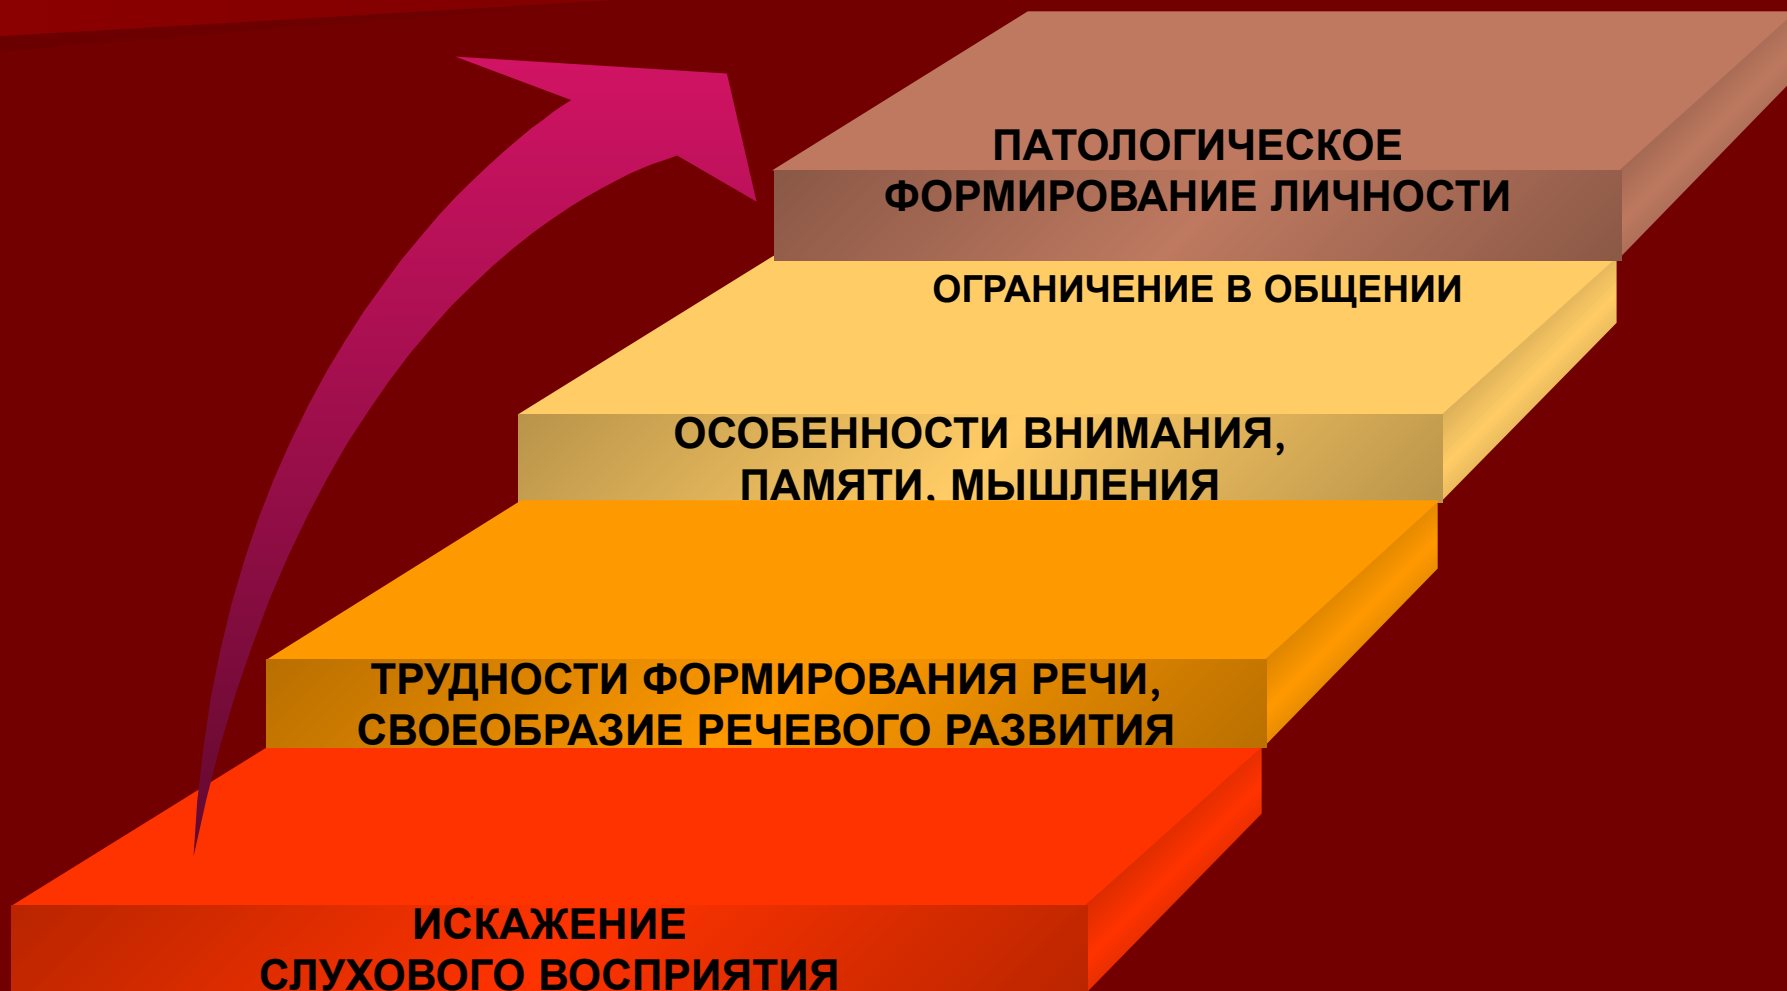 ПАТОЛОГИЧЕСКОЕ
ФОРМИРОВАНИЕ ЛИЧНОСТИ
ОГРАНИЧЕНИЕ В ОБЩЕНИИ
ОСОБЕННОСТИ ВНИМАНИЯ,
ПАМЯТИ, МЫШЛЕНИЯ
ТРУДНОСТИ ФОРМИРОВАНИЯ РЕЧИ,
СВОЕОБРАЗИЕ РЕЧЕВОГО РАЗВИТИЯ
ИСКАЖЕНИЕ
СЛУХОВОГО ВОСПРИЯТИЯ